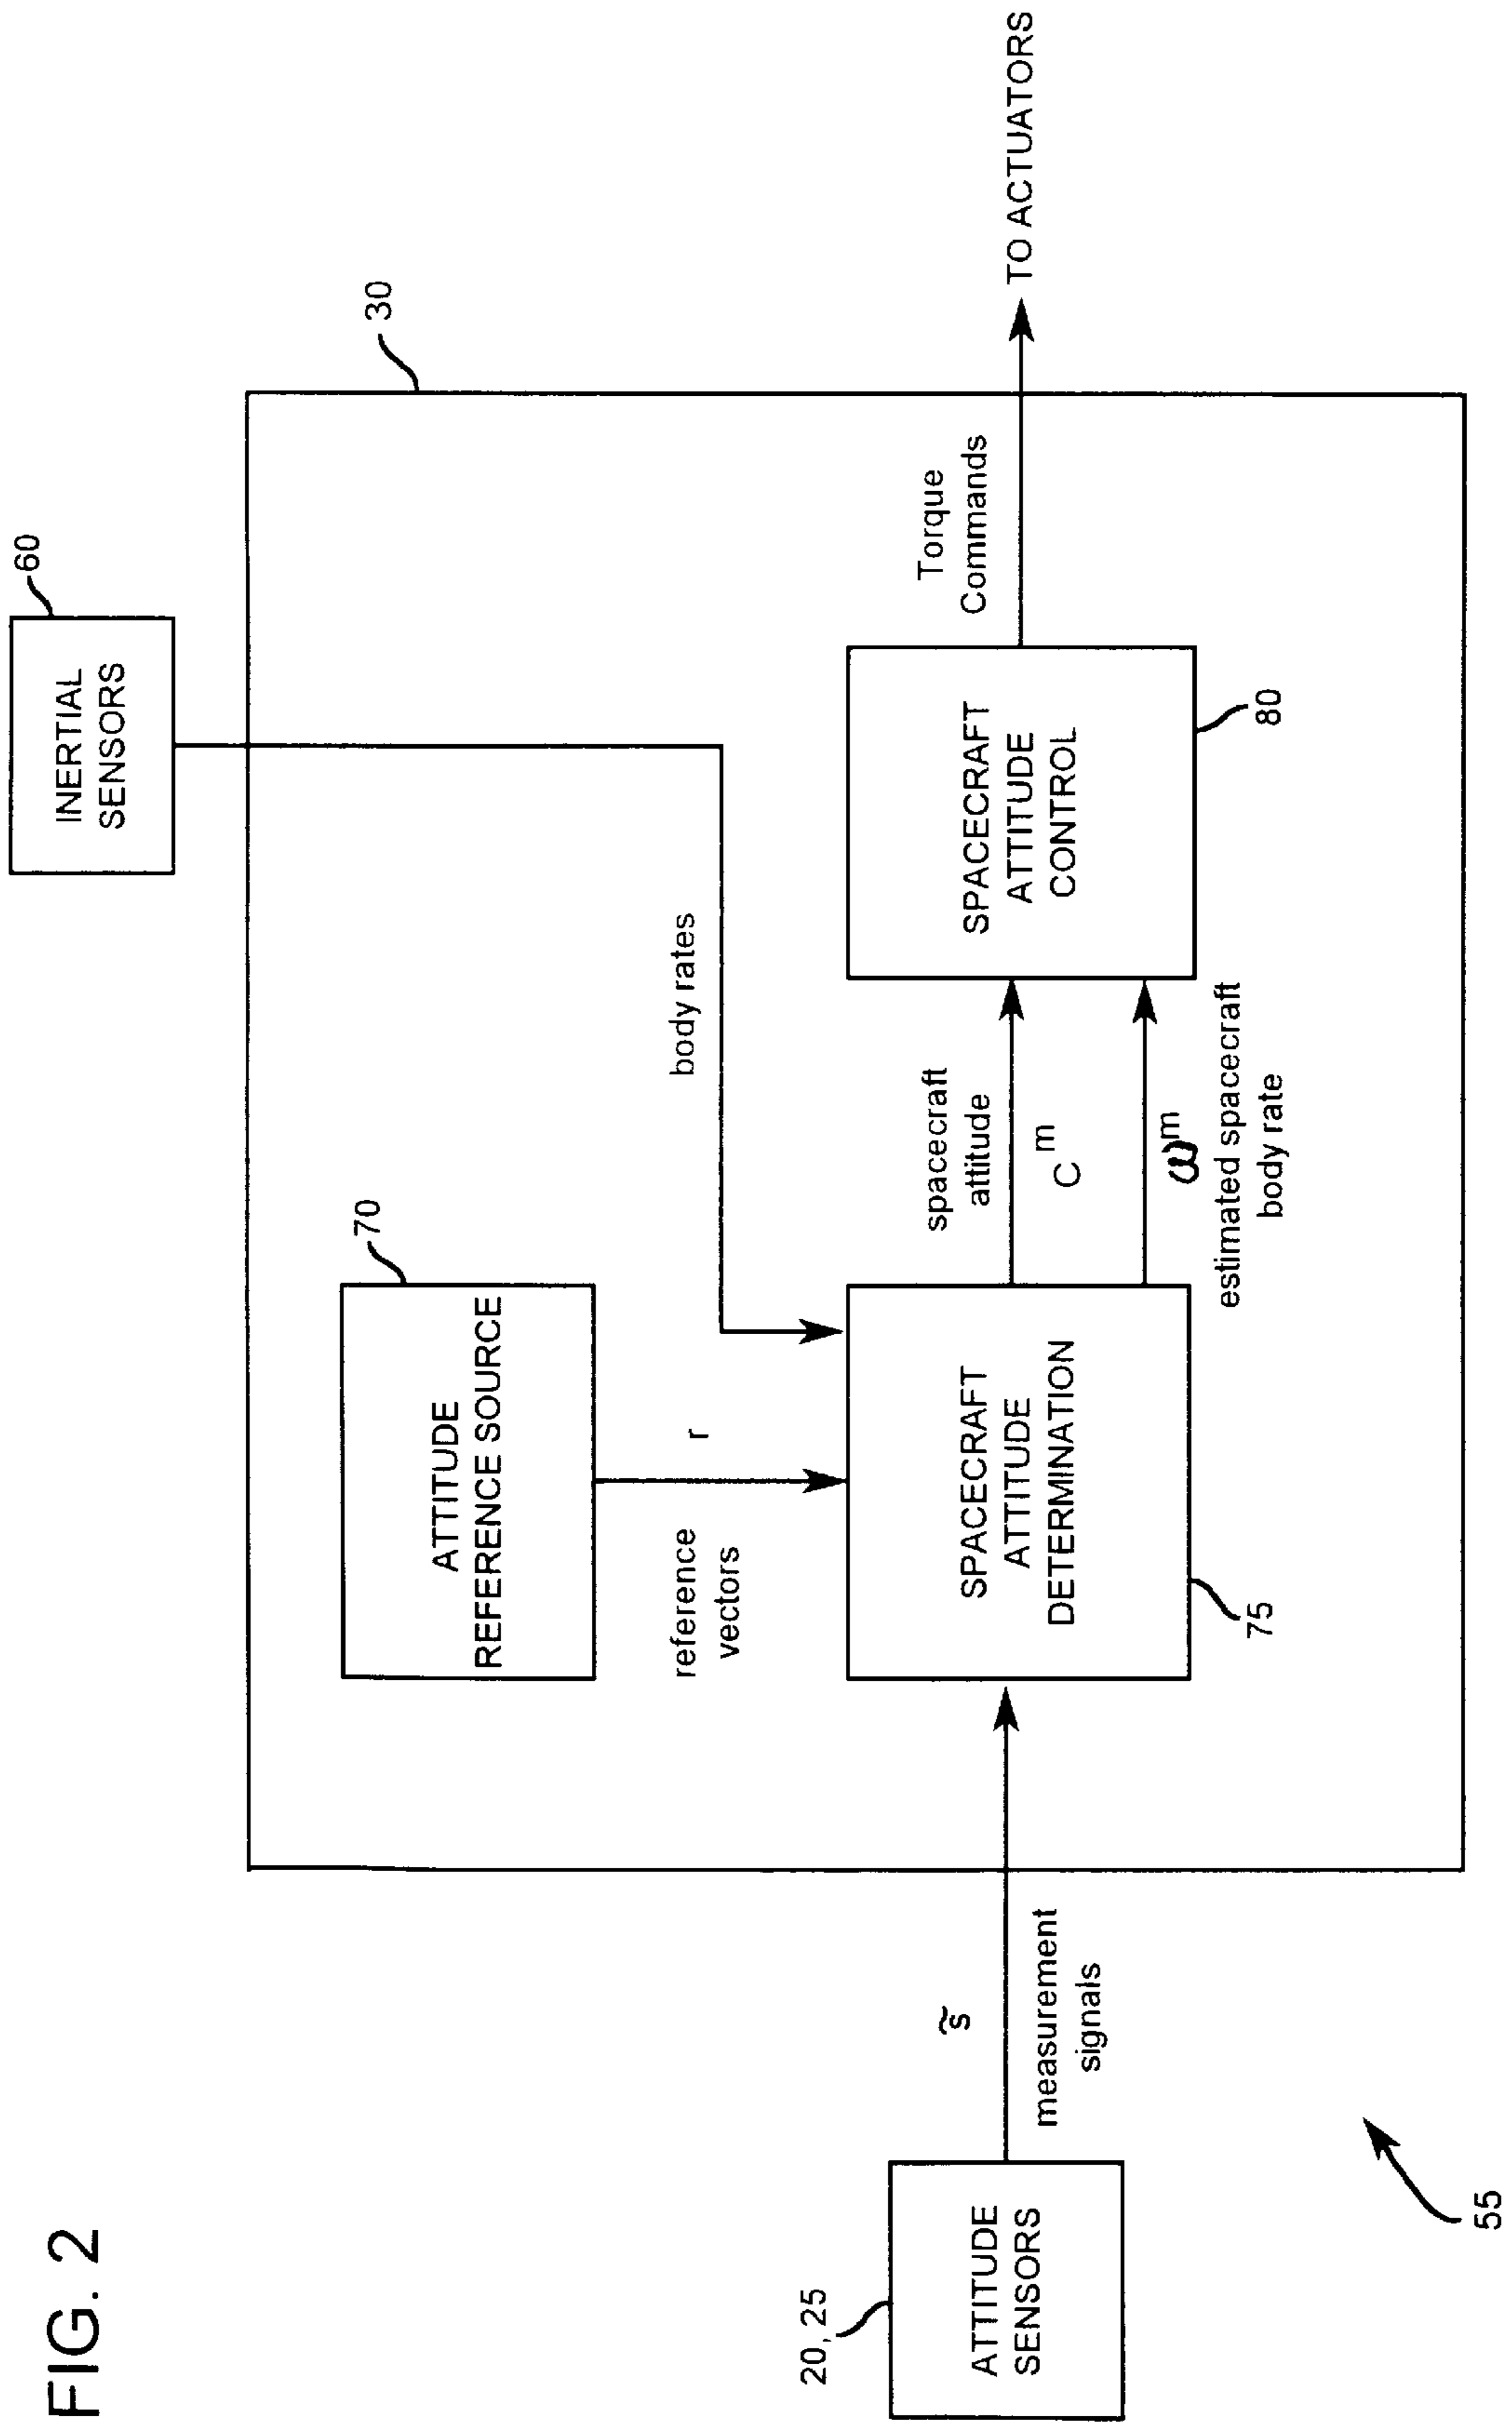 FIG. 2
INERTIAL
SENSORS
60
30
ATTITUDE
REFERENCE SOURCE
70
reference
vectors
r
body rates
20, 25
ATTITUDE
SENSORS
s̃
measurement
signals
SPACECRAFT
ATTITUDE
DETERMINATION
75
spacecraft
attitude
C^m
ω^m
estimated spacecraft
body rate
SPACECRAFT
ATTITUDE
CONTROL
80
Torque
Commands
TO ACTUATORS
55